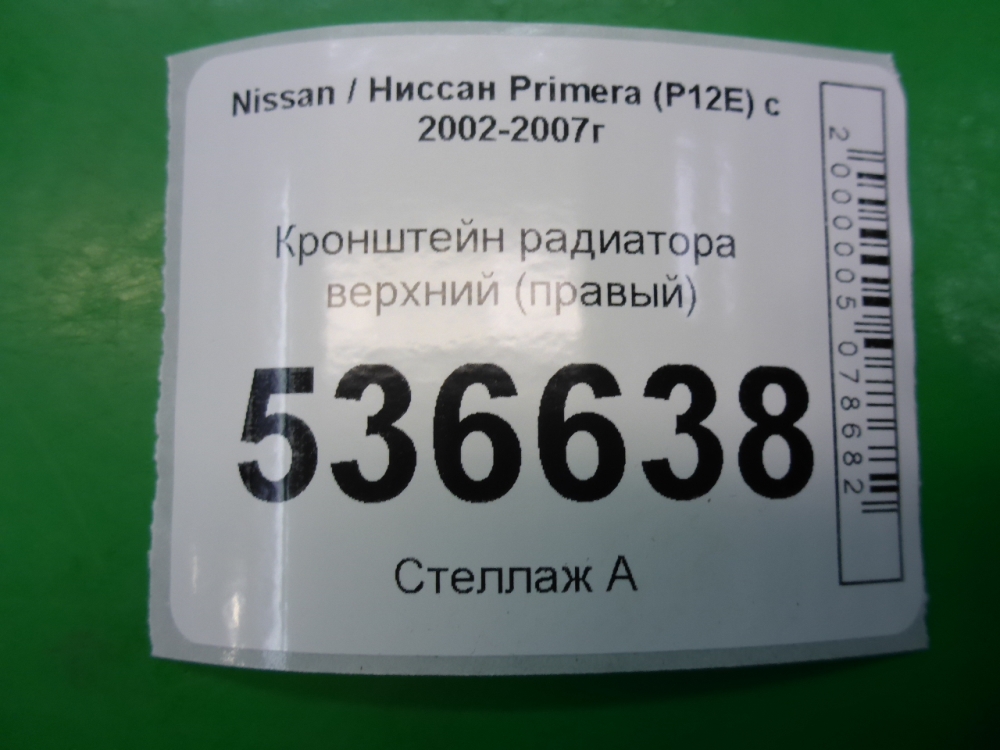 Nissan / Ниссан Primera (P12E) с
2002-2007г
Кронштейн радиатора
верхний (правый)
536638
Стеллаж А
2000005078682